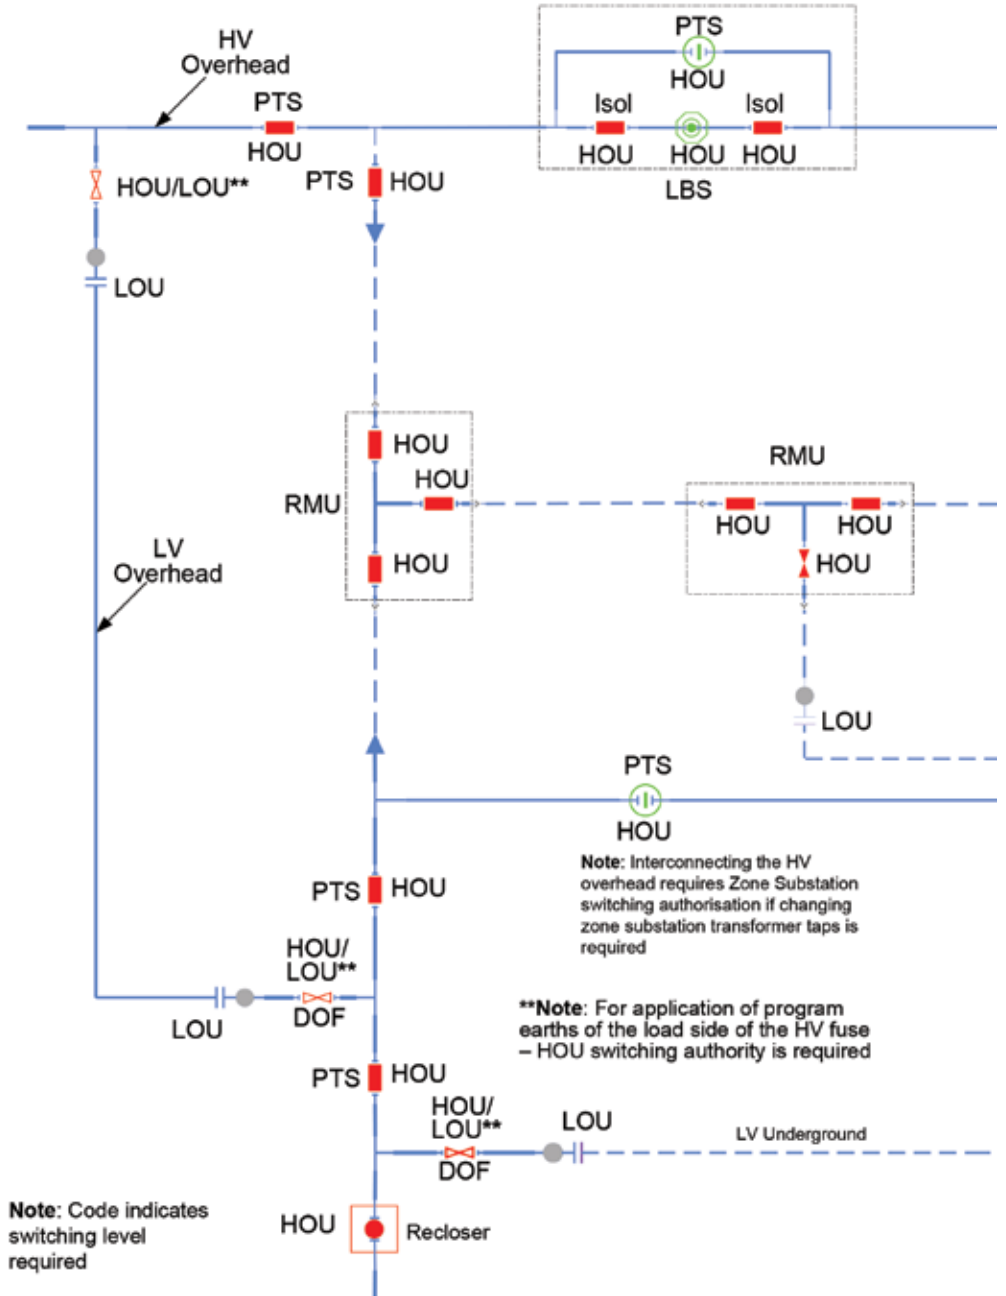 HV
Overhead
PTS
HOU
PTS
HOU
Isol
Isol
HOU
HOU
HOU
LBS
HOU/LOU**
PTS
HOU
LOU
HOU
HOU
RMU
HOU
RMU
HOU
HOU
HOU
LV
Overhead
LOU
PTS
HOU
Note: Interconnecting the HV
overhead requires Zone Substation
switching authorisation if changing
zone substation transformer taps is
required
PTS
HOU
HOU/
LOU**
DOF
LOU
**Note: For application of program
earths of the load side of the HV fuse
– HOU switching authority is required
PTS
HOU
HOU/
LOU**
DOF
LOU
LV Underground
Note: Code indicates
switching level
required
HOU
Recloser